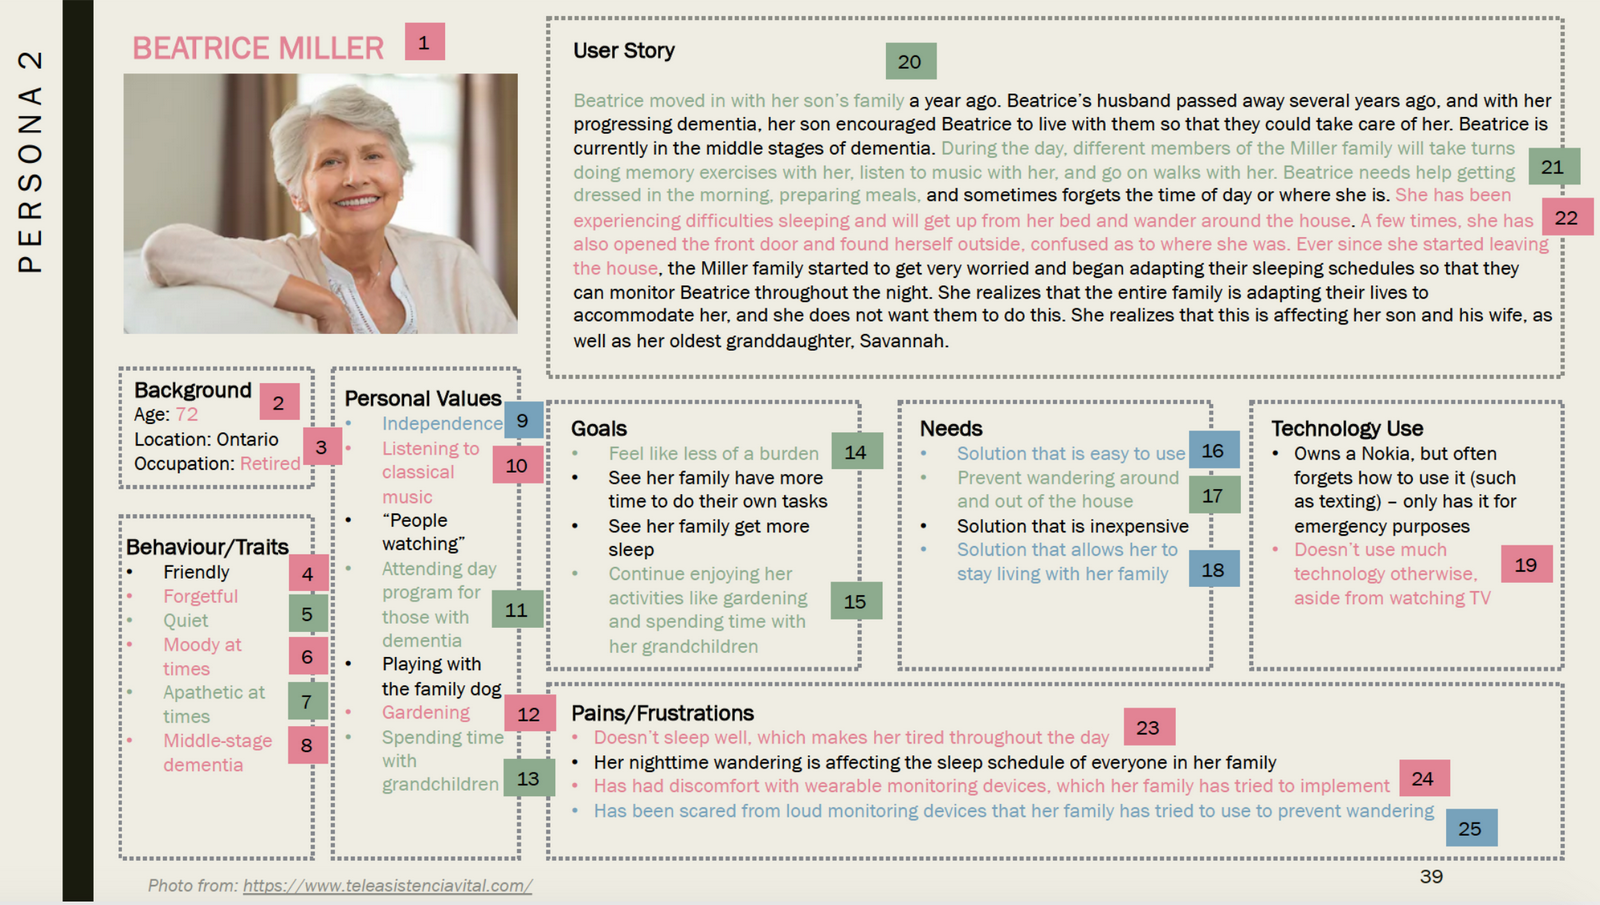 PERSONA 2
BEATRICE MILLER
1
Background
2
Age: 72
Location: Ontario
3
Occupation: Retired
Behaviour/Traits
• Friendly
4
• Forgetful
• Quiet
5
• Moody at
times
6
• Apathetic at
times
7
• Middle-stage
dementia
8
Personal Values
• Independence
9
• Listening to
classical
music
10
• “People
watching”
• Attending day
program for
those with
dementia
11
• Playing with
the family dog
• Gardening
12
• Spending time
with
grandchildren
13
User Story
20
Beatrice moved in with her son’s family a year ago. Beatrice’s husband passed away several years ago, and with her
progressing dementia, her son encouraged Beatrice to live with them so that they could take care of her. Beatrice is
currently in the middle stages of dementia. During the day, different members of the Miller family will take turns
doing memory exercises with her, listen to music with her, and go on walks with her. Beatrice needs help getting
21
dressed in the morning, preparing meals, and sometimes forgets the time of day or where she is. She has been
experiencing difficulties sleeping and will get up from her bed and wander around the house. A few times, she has
22
also opened the front door and found herself outside, confused as to where she was. Ever since she started leaving
the house, the Miller family started to get very worried and began adapting their sleeping schedules so that they
can monitor Beatrice throughout the night. She realizes that the entire family is adapting their lives to
accommodate her, and she does not want them to do this. She realizes that this is affecting her son and his wife, as
well as her oldest granddaughter, Savannah.
Goals
• Feel like less of a burden
14
• See her family have more
time to do their own tasks
• See her family get more
sleep
• Continue enjoying her
activities like gardening
and spending time with
her grandchildren
15
Needs
• Solution that is easy to use
16
• Prevent wandering around
and out of the house
17
• Solution that is inexpensive
• Solution that allows her to
stay living with her family
18
Technology Use
• Owns a Nokia, but often
forgets how to use it (such
as texting) – only has it for
emergency purposes
• Doesn’t use much
technology otherwise,
aside from watching TV
19
Pains/Frustrations
• Doesn’t sleep well, which makes her tired throughout the day
23
• Her nighttime wandering is affecting the sleep schedule of everyone in her family
• Has had discomfort with wearable monitoring devices, which her family has tried to implement
24
• Has been scared from loud monitoring devices that her family has tried to use to prevent wandering
25
Photo from: https://www.teleasistenciavital.com/
39